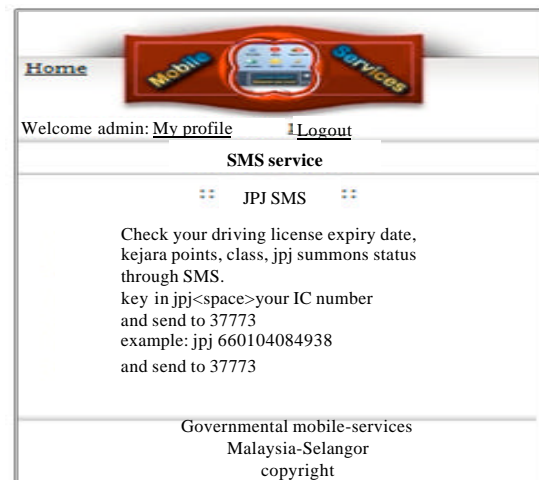 Mobile Services
Home
Welcome admin: My profile Logout
SMS service
JPJ SMS
Check your driving license expiry date,
kejara points, class, jpj summons status
through SMS.
key in jpj<space>your IC number
and send to 37773
example: jpj 660104084938
and send to 37773
Governmental mobile-services
Malaysia-Selangor
copyright